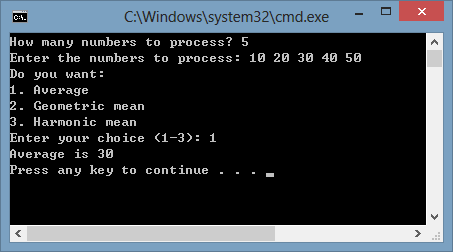 C:\Windows\system32\cmd.exe
How many numbers to process? 5
Enter the numbers to process: 10 20 30 40 50
Do you want:
1. Average
2. Geometric mean
3. Harmonic mean
Enter your choice (1-3): 1
Average is 30
Press any key to continue . . . _